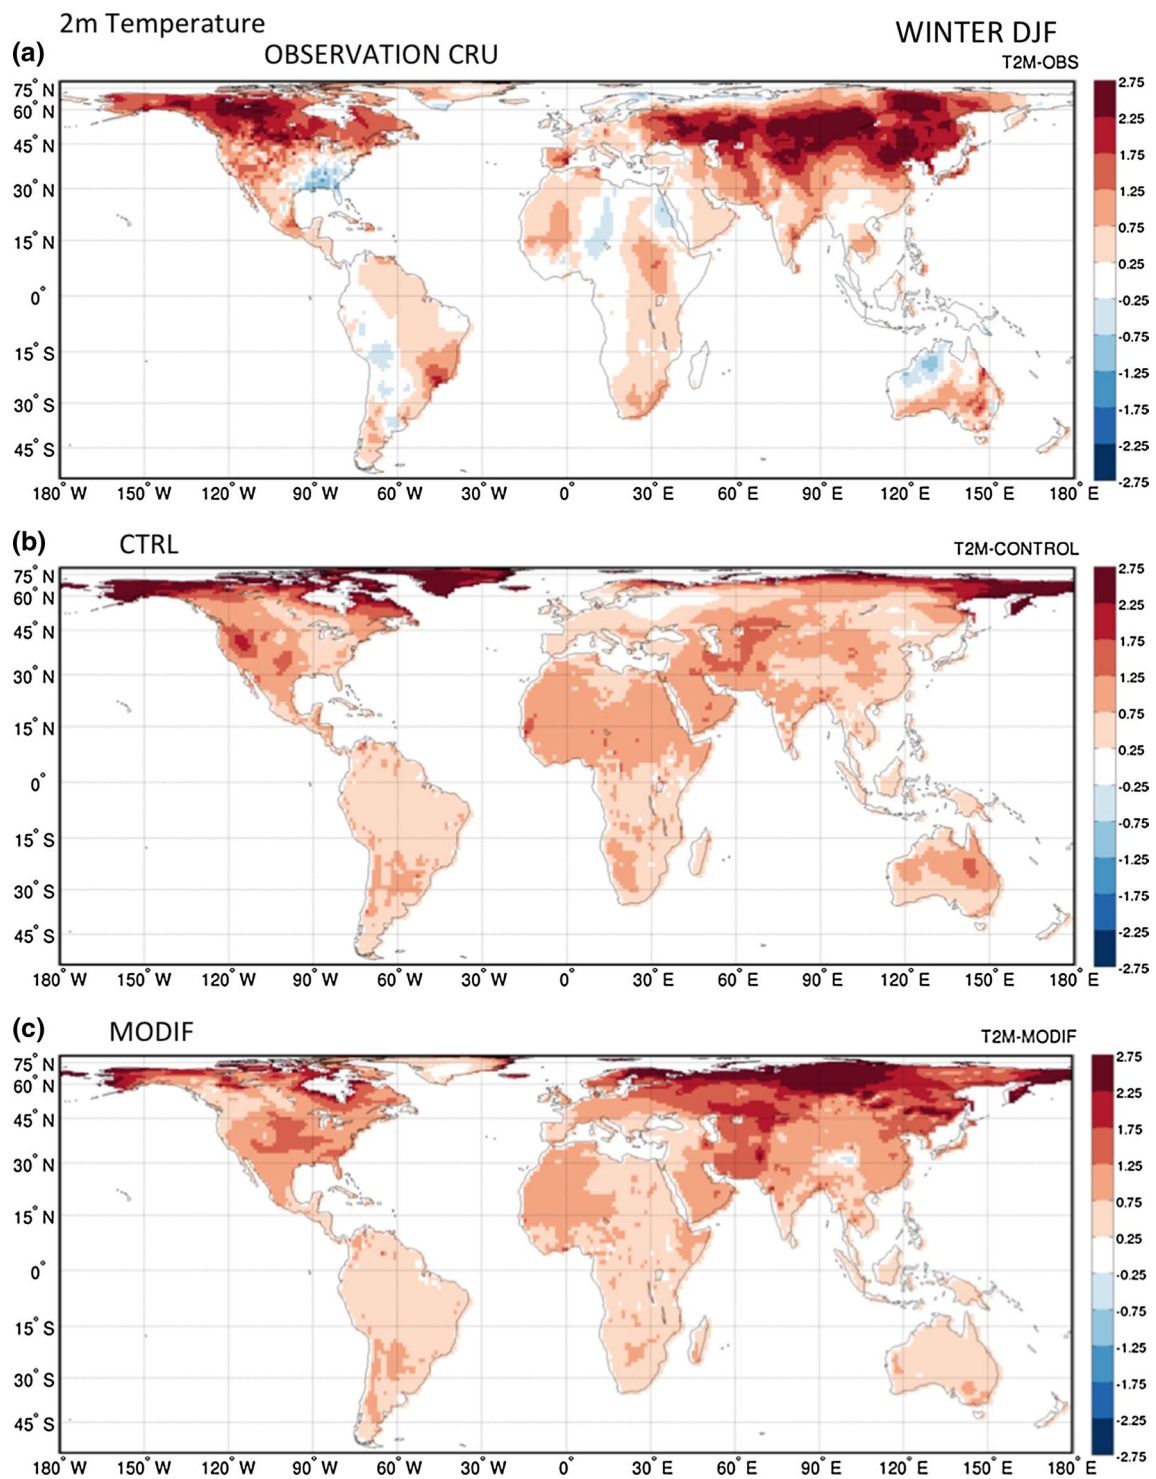 2m Temperature
WINTER DJF
(a)
OBSERVATION CRU
T2M-OBS
75° N
60° N
45° N
30° N
15° N
0°
15° S
30° S
45° S
180° W 150° W 120° W 90° W 60° W 30° W 0 30° E 60° E 90° E 120° E 150° E 180° E
2.75
2.25
1.75
1.25
0.75
0.25
-0.25
-0.75
-1.25
-1.75
-2.25
-2.75
(b)
CTRL
T2M-CONTROL
75° N
60° N
45° N
30° N
15° N
0°
15° S
30° S
45° S
180° W 150° W 120° W 90° W 60° W 30° W 0 30° E 60° E 90° E 120° E 150° E 180° E
2.75
2.25
1.75
1.25
0.75
0.25
-0.25
-0.75
-1.25
-1.75
-2.25
-2.75
(c)
MODIF
T2M-MODIF
75° N
60° N
45° N
30° N
15° N
0°
15° S
30° S
45° S
180° W 150° W 120° W 90° W 60° W 30° W 0 30° E 60° E 90° E 120° E 150° E 180° E
2.75
2.25
1.75
1.25
0.75
0.25
-0.25
-0.75
-1.25
-1.75
-2.25
-2.75